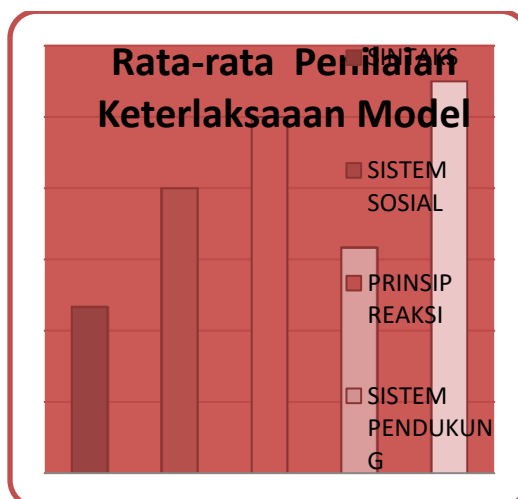 Rata-rata Penilaian
Keterlaksaaan Model
SINTAKS
SISTEM
SOSIAL
PRINSIP
REAKSI
SISTEM
PENDUKUN
G